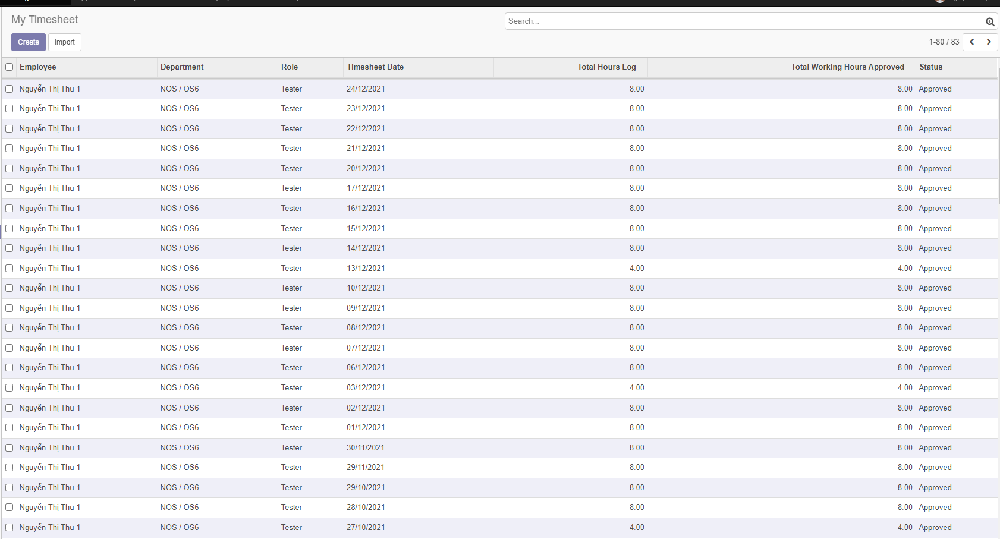 My Timesheet
Search...
Create Import
1-80 / 83
Employee Department Role Timesheet Date Total Hours Log Total Working Hours Approved Status
Nguyễn Thị Thu 1 NOS / OS6 Tester 24/12/2021 8.00 8.00 Approved
Nguyễn Thị Thu 1 NOS / OS6 Tester 23/12/2021 8.00 8.00 Approved
Nguyễn Thị Thu 1 NOS / OS6 Tester 22/12/2021 8.00 8.00 Approved
Nguyễn Thị Thu 1 NOS / OS6 Tester 21/12/2021 8.00 8.00 Approved
Nguyễn Thị Thu 1 NOS / OS6 Tester 20/12/2021 8.00 8.00 Approved
Nguyễn Thị Thu 1 NOS / OS6 Tester 17/12/2021 8.00 8.00 Approved
Nguyễn Thị Thu 1 NOS / OS6 Tester 16/12/2021 8.00 8.00 Approved
Nguyễn Thị Thu 1 NOS / OS6 Tester 15/12/2021 8.00 8.00 Approved
Nguyễn Thị Thu 1 NOS / OS6 Tester 14/12/2021 8.00 8.00 Approved
Nguyễn Thị Thu 1 NOS / OS6 Tester 13/12/2021 4.00 4.00 Approved
Nguyễn Thị Thu 1 NOS / OS6 Tester 10/12/2021 8.00 8.00 Approved
Nguyễn Thị Thu 1 NOS / OS6 Tester 09/12/2021 8.00 8.00 Approved
Nguyễn Thị Thu 1 NOS / OS6 Tester 08/12/2021 8.00 8.00 Approved
Nguyễn Thị Thu 1 NOS / OS6 Tester 07/12/2021 8.00 8.00 Approved
Nguyễn Thị Thu 1 NOS / OS6 Tester 06/12/2021 8.00 8.00 Approved
Nguyễn Thị Thu 1 NOS / OS6 Tester 03/12/2021 4.00 4.00 Approved
Nguyễn Thị Thu 1 NOS / OS6 Tester 02/12/2021 8.00 8.00 Approved
Nguyễn Thị Thu 1 NOS / OS6 Tester 01/12/2021 8.00 8.00 Approved
Nguyễn Thị Thu 1 NOS / OS6 Tester 30/11/2021 8.00 8.00 Approved
Nguyễn Thị Thu 1 NOS / OS6 Tester 29/11/2021 8.00 8.00 Approved
Nguyễn Thị Thu 1 NOS / OS6 Tester 29/10/2021 8.00 8.00 Approved
Nguyễn Thị Thu 1 NOS / OS6 Tester 28/10/2021 8.00 8.00 Approved
Nguyễn Thị Thu 1 NOS / OS6 Tester 27/10/2021 4.00 4.00 Approved